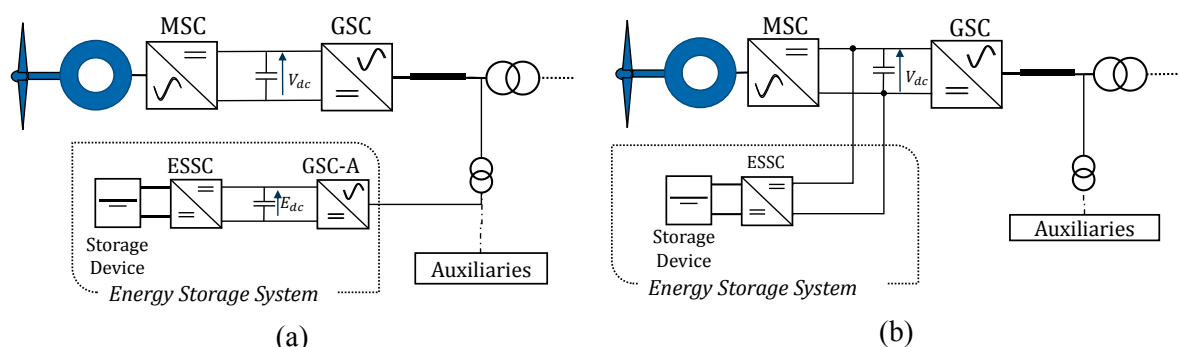 MSC
GSC
V_dc
ESSC
GSC-A
E_dc
Storage
Device
Auxiliaries
Energy Storage System
(a)
MSC
GSC
V_dc
ESSC
Storage
Device
Auxiliaries
Energy Storage System
(b)